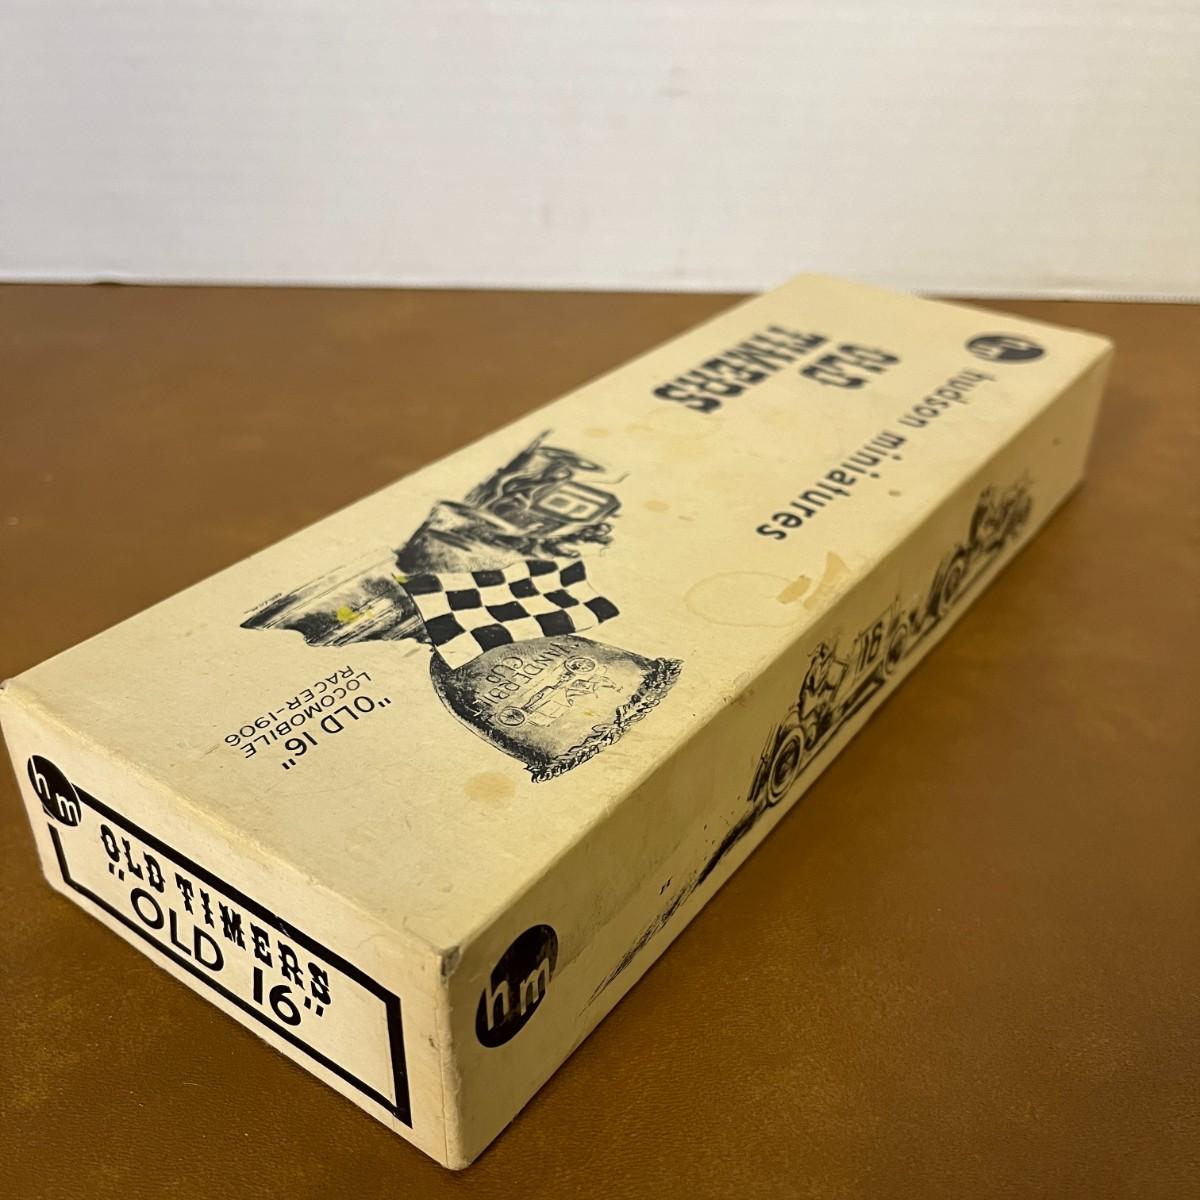 hm
hudson miniatures
OLD
TIMERS
16
VANDERBILT
CUP
"OLD 16"
LOCOMOBILE
RACER-1906
hm
OLD TIMERS
"OLD 16"
hm
16